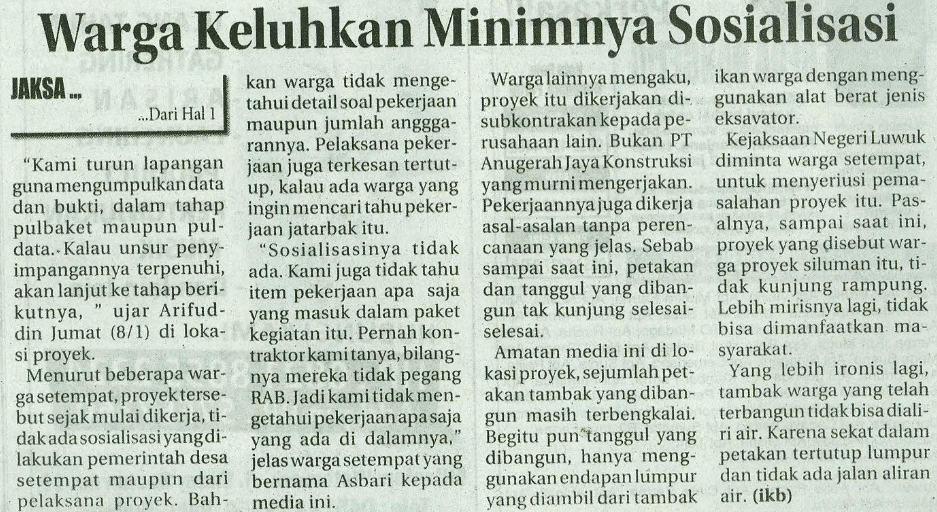 Warga Keluhkan Minimnya Sosialisasi
JAKSA ...
...Dari Hal 1
“Kami turun lapangan
guna mengumpulkan data
dan bukti, dalam tahap
pulbaket maupun pul-
data. Kalau unsur peny-
impangannya terpenuhi,
akan lanjut ke tahap beri-
kutnya, ” ujar Arifud-
din Jumat (8/1) di loka-
si proyek.
Menurut beberapa war-
ga setempat, proyek terse-
but sejak mulai dikerja, ti-
dak ada sosialisasi yang di-
lakukan pemerintah desa
setempat maupun dari
pelaksana proyek. Bah-
kan warga tidak menge-
tahui detail soal pekerjaan
maupun jumlah angga-
rannya. Pelaksana peker-
jaan juga terkesan tertut-
up, kalau ada warga yang
ingin mencari tahu peker-
jaan jatarbak itu.
“Sosialisasinya tidak
ada. Kami juga tidak tahu
item pekerjaan apa saja
yang masuk dalam paket
kegiatan itu. Pernah kon-
traktor kami tanya, bilang-
nya mereka tidak pegang
RAB. Jadi kami tidak men-
getahui pekerjaan apa saja
yang ada di dalamnya,”
jelas warga setempat yang
bernama Asbari kepada
media ini.
Warga lainnya mengaku,
proyek itu dikerjakan di-
subkontrakan kepada pe-
rusahaan lain. Bukan PT
Anugerah Jaya Konstruksi
yang murni mengerjakan.
Pekerjaannya juga dikerja
asal-asalan tanpa peren-
canaan yang jelas. Sebab
sampai saat ini, petakan
dan tanggul yang diban-
gun tak kunjung selesai-
selesai.
Amatan media ini di lo-
kasi proyek, sejumlah pet-
akan tambak yang diban-
gun masih terbengkalai.
Begitu pun tanggul yang
dibangun, hanya meng-
gunakan endapan lumpur
yang diambil dari tambak
ikan warga dengan meng-
gunakan alat berat jenis
eksavator.
Kejaksaan Negeri Luwuk
diminta warga setempat,
untuk menyeriusi pema-
salahan proyek itu. Pas-
alnya, sampai saat ini,
proyek yang disebut war-
ga proyek siluman itu, ti-
dak kunjung rampung.
Lebih mirisnya lagi, tidak
bisa dimanfaatkan ma-
syarakat.
Yang lebih ironis lagi,
tambak warga yang telah
terbangun tidak bisa diali-
ri air. Karena sekat dalam
petakan tertutup lumpur
dan tidak ada jalan aliran
air. (ikb)